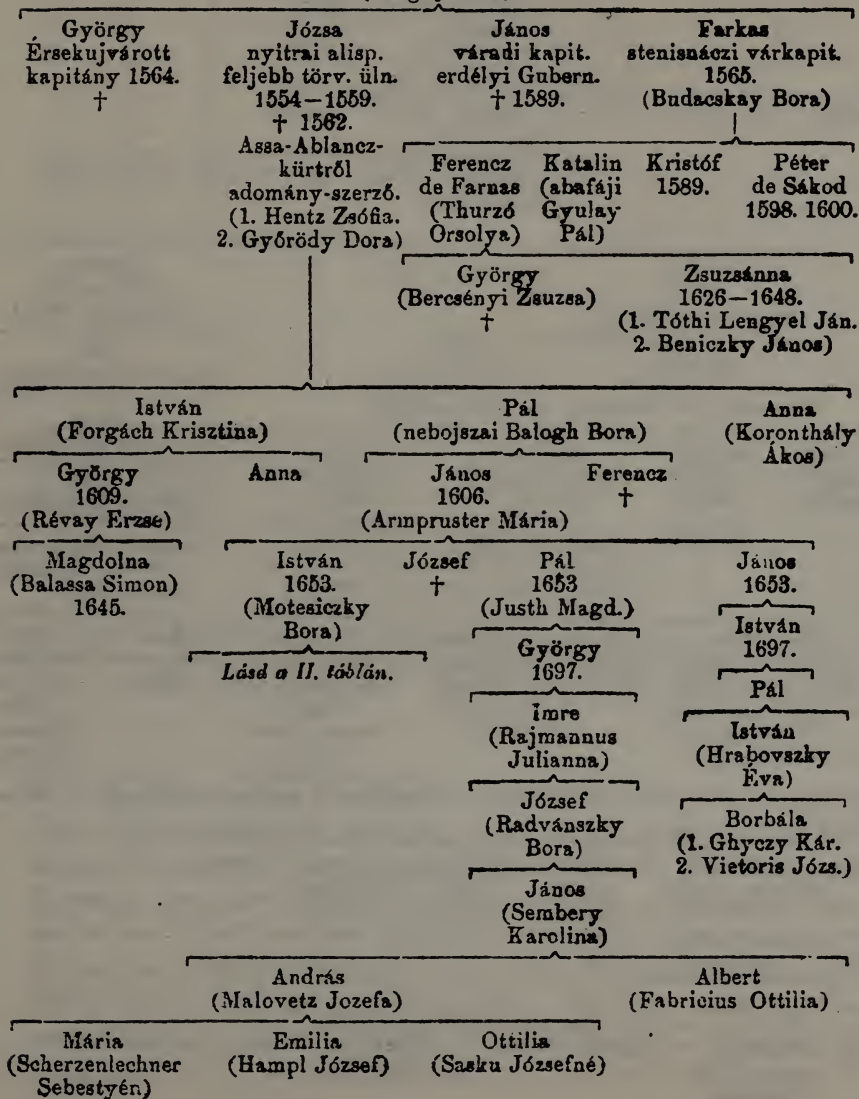 György
Érsekujvárott
kapitány 1564.
†
Józsa
nyitrai alisp.
feljebb törv. üln.
1554—1559.
† 1562.
Assa-Ablancz-
kürtről
adomány-szerző.
(1. Hentz Zsófia.
2. Győrödy Dora)
János
váradi kapit.
erdélyi Gubern.
† 1589.
Farkas
stenisnáczi várkapit.
1565.
(Budacskay Bora)
Ferencz
de Farnas
(Thurzó
Orsolya)
Katalin
(abafáji
Gyulay
Pál)
Kristóf
1589.
Péter
de Sákod
1598. 1600.
György
(Bercsényi Zsuzsa)
†
Zsuzsánna
1626—1648.
(1. Tóthi Lengyel Ján.
2. Beniczky János)
István
(Forgách Krisztina)
Pál
(nebojszai Balogh Bora)
Anna
(Koronthály
Ákos)
György
1609.
(Révay Erzse)
Anna
János
1606.
(Armpruster Mária)
Ferencz
†
Magdolna
(Balassa Simon)
1645.
István
1653.
(Motesiczky
Bora)
József
†
Pál
1653
(Justh Magd.)
János
1653.
Lásd a II. táblán.
György
1697.
István
1697.
Pál
Imre
(Rajmannus
Julianna)
István
(Hrabovszky
Éva)
József
(Radvánszky
Bora)
Borbála
(1. Ghyczy Kár.
2. Vietoris Józs.)
János
(Sembery
Karolina)
András
(Malovetz Jozefa)
Albert
(Fabricius Ottilia)
Mária
(Scherzenlechner
Sebestyén)
Emilia
(Hampl József)
Ottilia
(Sasku Józsefné)